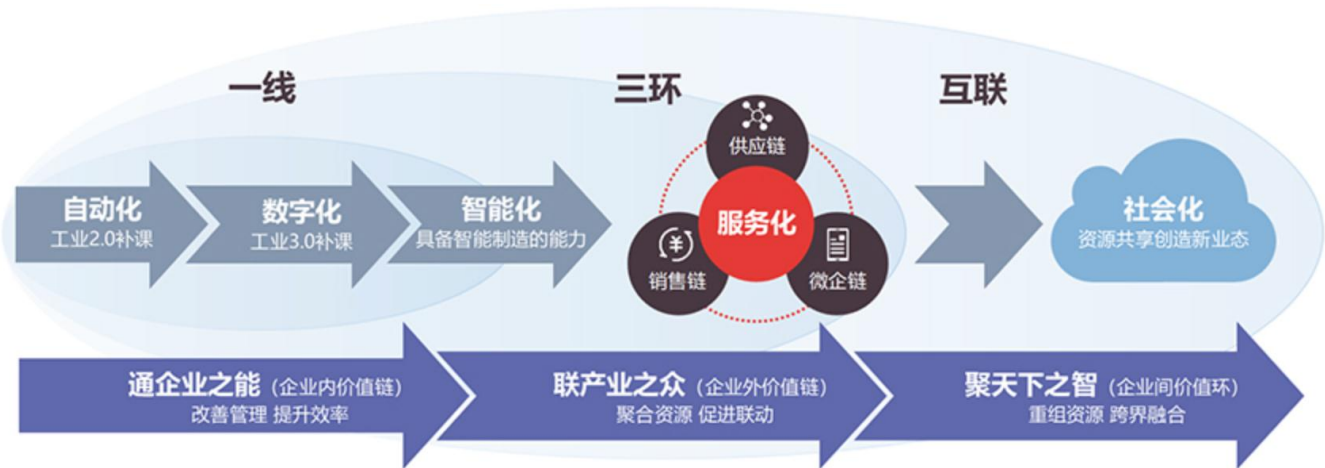 一线
三环
互联
自动化
工业2.0补课
数字化
工业3.0补课
智能化
具备智能制造的能力
供应链
服务化
销售链
微企链
社会化
资源共享创造新业态
通企业之能（企业内价值链）
改善管理 提升效率
联产业之众（企业外价值链）
聚合资源 促进联动
聚天下之智（企业间价值环）
重组资源 跨界融合